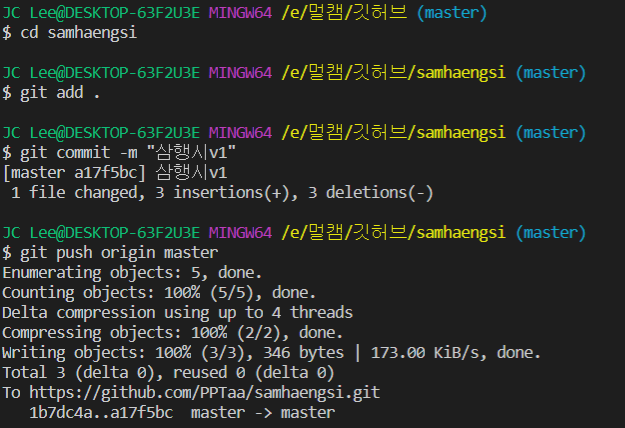 JC Lee@DESKTOP-63F2U3E MINGW64 /e/멀캠/깃허브 (master)
$ cd samhaengsi
JC Lee@DESKTOP-63F2U3E MINGW64 /e/멀캠/깃허브/samhaengsi (master)
$ git add .
JC Lee@DESKTOP-63F2U3E MINGW64 /e/멀캠/깃허브/samhaengsi (master)
$ git commit -m "삼행시v1"
[master a17f5bc] 삼행시v1
 1 file changed, 3 insertions(+), 3 deletions(-)
JC Lee@DESKTOP-63F2U3E MINGW64 /e/멀캠/깃허브/samhaengsi (master)
$ git push origin master
Enumerating objects: 5, done.
Counting objects: 100% (5/5), done.
Delta compression using up to 4 threads
Compressing objects: 100% (2/2), done.
Writing objects: 100% (3/3), 346 bytes | 173.00 KiB/s, done.
Total 3 (delta 0), reused 0 (delta 0)
To https://github.com/PPTaa/samhaengsi.git
   1b7dc4a..a17f5bc  master -> master